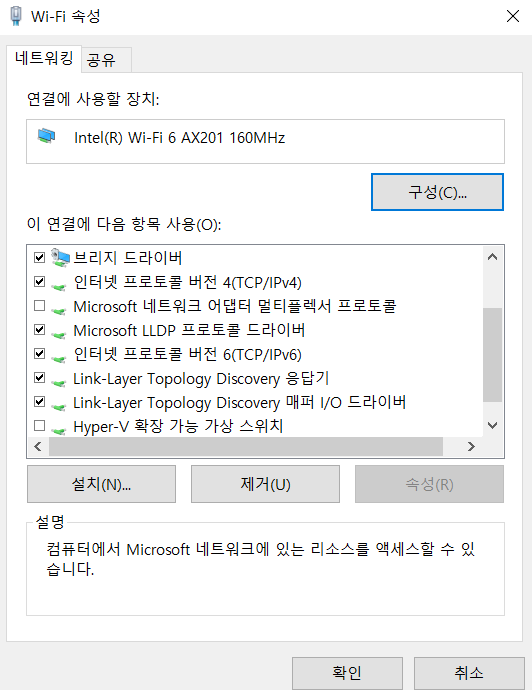 Wi-Fi 속성
네트워킹
공유
연결에 사용할 장치:
Intel(R) Wi-Fi 6 AX201 160MHz
구성(C)...
이 연결에 다음 항목 사용(O):
브리지 드라이버
인터넷 프로토콜 버전 4(TCP/IPv4)
Microsoft 네트워크 어댑터 멀티플렉서 프로토콜
Microsoft LLDP 프로토콜 드라이버
인터넷 프로토콜 버전 6(TCP/IPv6)
Link-Layer Topology Discovery 응답기
Link-Layer Topology Discovery 매퍼 I/O 드라이버
Hyper-V 확장 가능 가상 스위치
설치(N)...
제거(U)
속성(R)
설명
컴퓨터에서 Microsoft 네트워크에 있는 리소스를 액세스할 수 있
습니다.
확인
취소